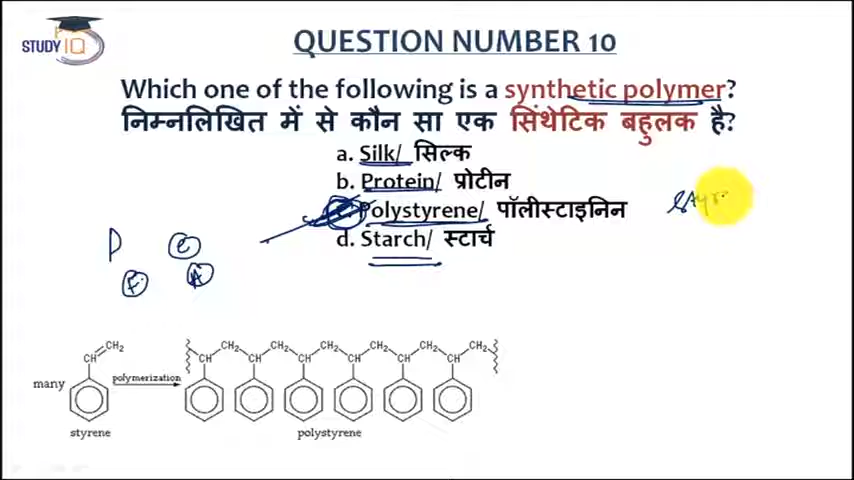 STUDY IQ
QUESTION NUMBER 10
Which one of the following is a synthetic polymer?
निम्नलिखित में से कौन सा एक सिंथेटिक बहुलक है?
a. Silk/ सिल्क
b. Protein/ प्रोटीन
Polystyrene/ पॉलीस्टाइनिन
d. Starch/ स्टार्च
CH₂ CH₂ CH₂ CH₂ CH₂ CH₂ CH₂
CH CH CH CH CH CH CH
many polymerization
styrene polystyrene